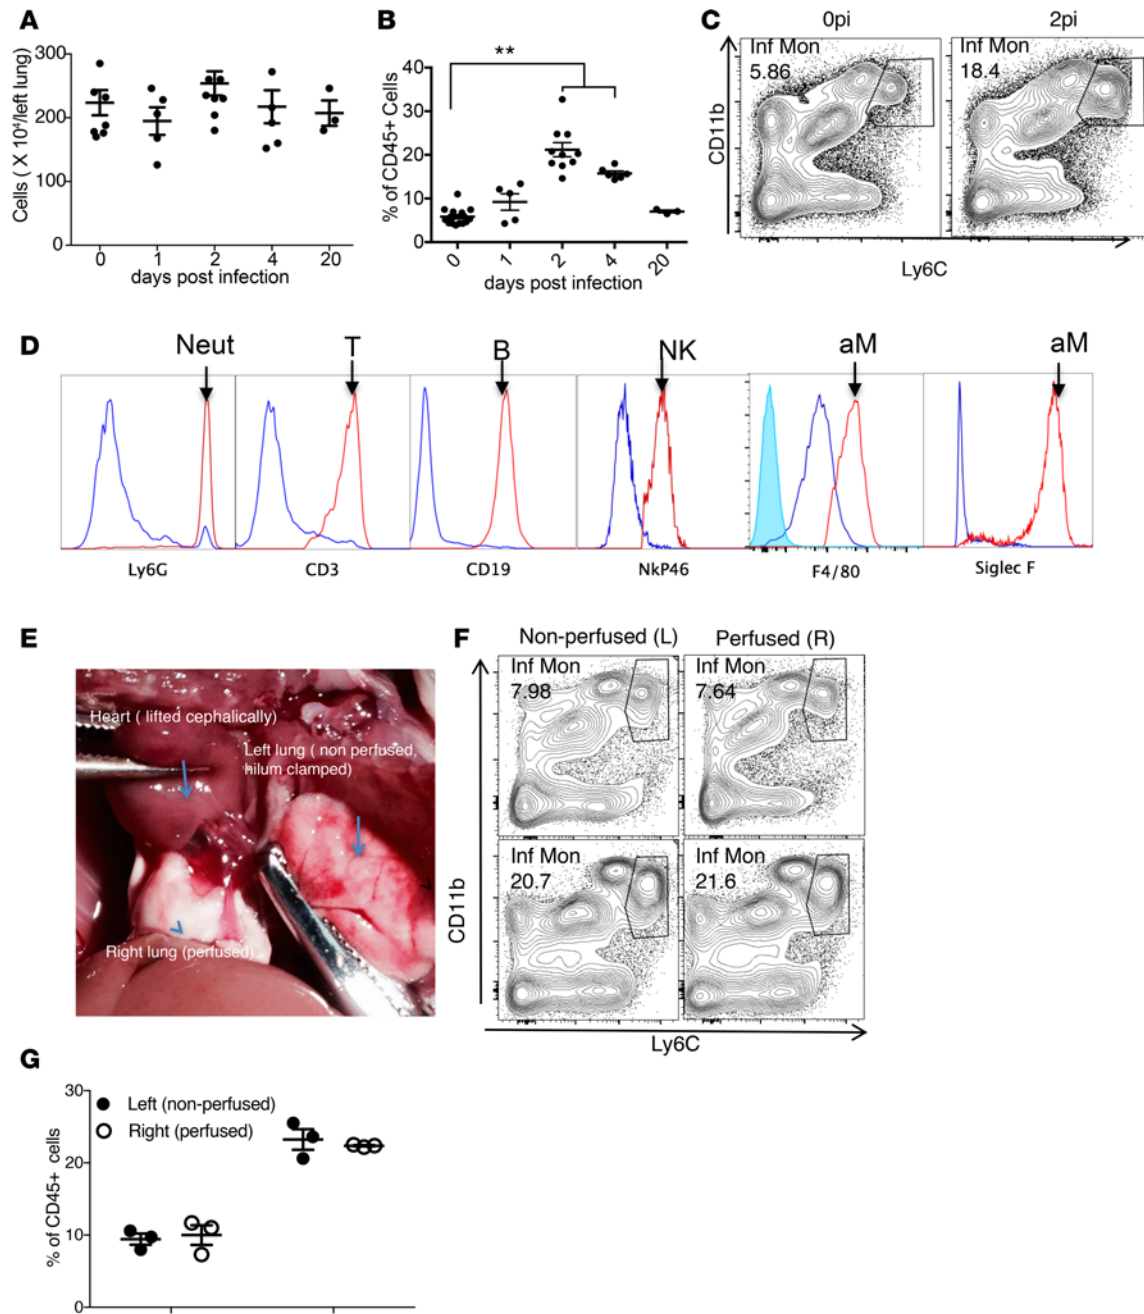 A
Cells ( X 10⁴/left lung)
300
200
100
0
0 1 2 4 20
days post infection
B
**
% of CD45+ Cells
40
30
20
10
0
0 1 2 4 20
days post infection
C
0pi 2pi
Inf Mon
5.86
Inf Mon
18.4
CD11b
Ly6C
D
Neut T B NK aM aM
Ly6G CD3 CD19 NkP46 F4/80 Siglec F
E
Heart ( lifted cephalically)
Left lung ( non perfused,
hilum clamped)
Right lung (perfused)
F
Non-perfused (L) Perfused (R)
Inf Mon
7.98
Inf Mon
7.64
Inf Mon
20.7
Inf Mon
21.6
CD11b
Ly6C
G
% of CD45+ cells
30
20
10
0
Left (non-perfused)
Right (perfused)